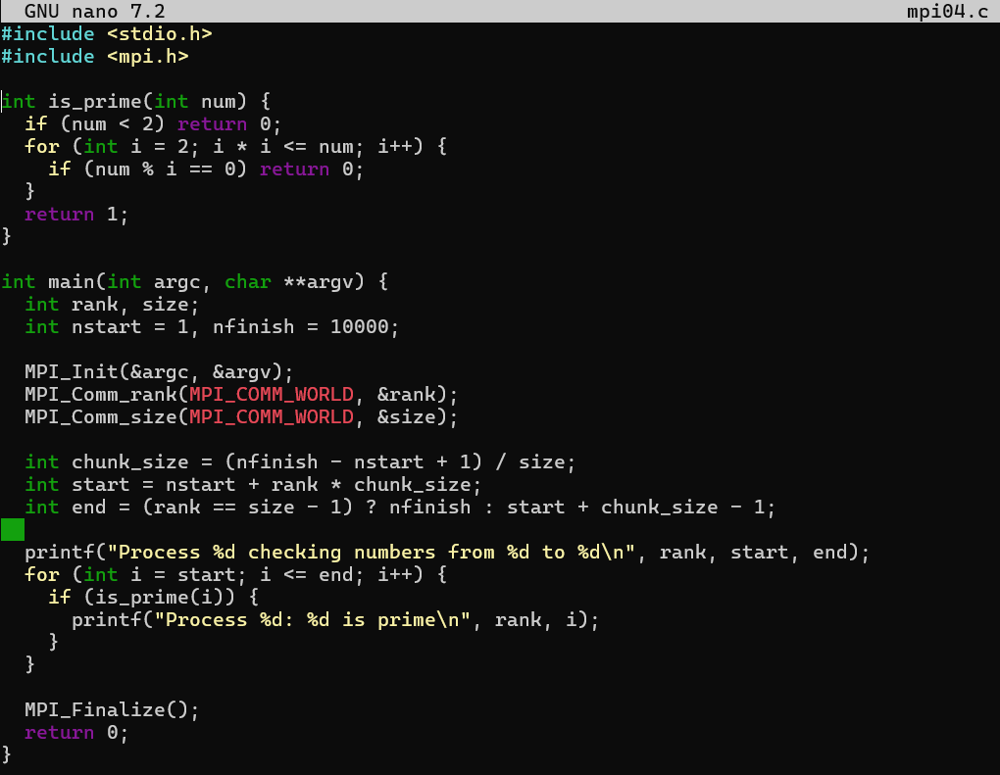 GNU nano 7.2 mpi04.c
#include <stdio.h>
#include <mpi.h>

int is_prime(int num) {
  if (num < 2) return 0;
  for (int i = 2; i * i <= num; i++) {
    if (num % i == 0) return 0;
  }
  return 1;
}

int main(int argc, char **argv) {
  int rank, size;
  int nstart = 1, nfinish = 10000;

  MPI_Init(&argc, &argv);
  MPI_Comm_rank(MPI_COMM_WORLD, &rank);
  MPI_Comm_size(MPI_COMM_WORLD, &size);

  int chunk_size = (nfinish - nstart + 1) / size;
  int start = nstart + rank * chunk_size;
  int end = (rank == size - 1) ? nfinish : start + chunk_size - 1;

  printf("Process %d checking numbers from %d to %d\n", rank, start, end);
  for (int i = start; i <= end; i++) {
    if (is_prime(i)) {
      printf("Process %d: %d is prime\n", rank, i);
    }
  }

  MPI_Finalize();
  return 0;
}